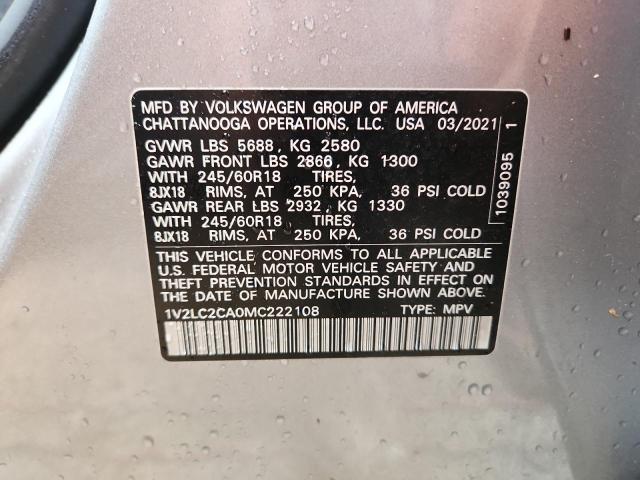 MFD BY VOLKSWAGEN GROUP OF AMERICA
CHATTANOOGA OPERATIONS, LLC. USA 03/2021
GVWR LBS 5688, KG 2580
GAWR FRONT LBS 2866, KG 1300
WITH 245/60R18 TIRES,
8JX18 RIMS, AT 250 KPA, 36 PSI COLD
GAWR REAR LBS 2932, KG 1330
WITH 245/60R18 TIRES,
8JX18 RIMS, AT 250 KPA, 36 PSI COLD
THIS VEHICLE CONFORMS TO ALL APPLICABLE
U.S. FEDERAL MOTOR VEHICLE SAFETY AND
THEFT PREVENTION STANDARDS IN EFFECT ON
THE DATE OF MANUFACTURE SHOWN ABOVE.
1V2LC2CA0MC222108 TYPE: MPV
1039095 1